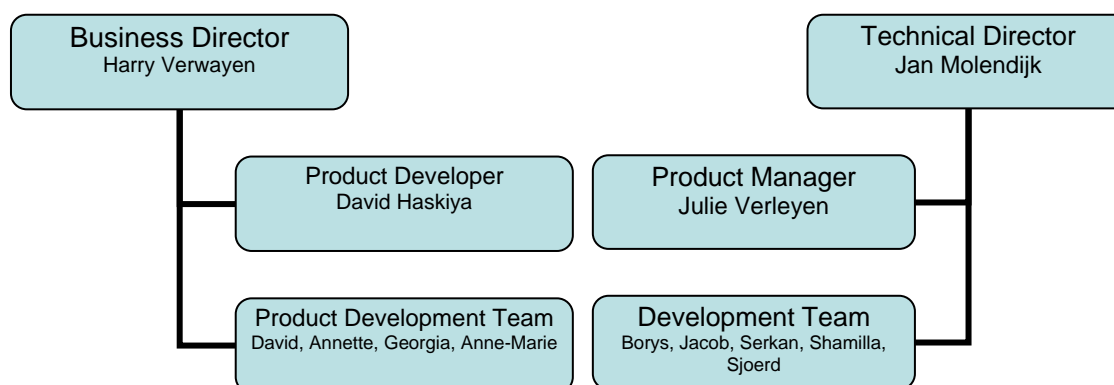 Business Director
Harry Verwayen
Technical Director
Jan Molendijk
Product Developer
David Haskiya
Product Manager
Julie Verleyen
Product Development Team
David, Annette, Georgia, Anne-Marie
Development Team
Borys, Jacob, Serkan, Shamilla,
Sjoerd